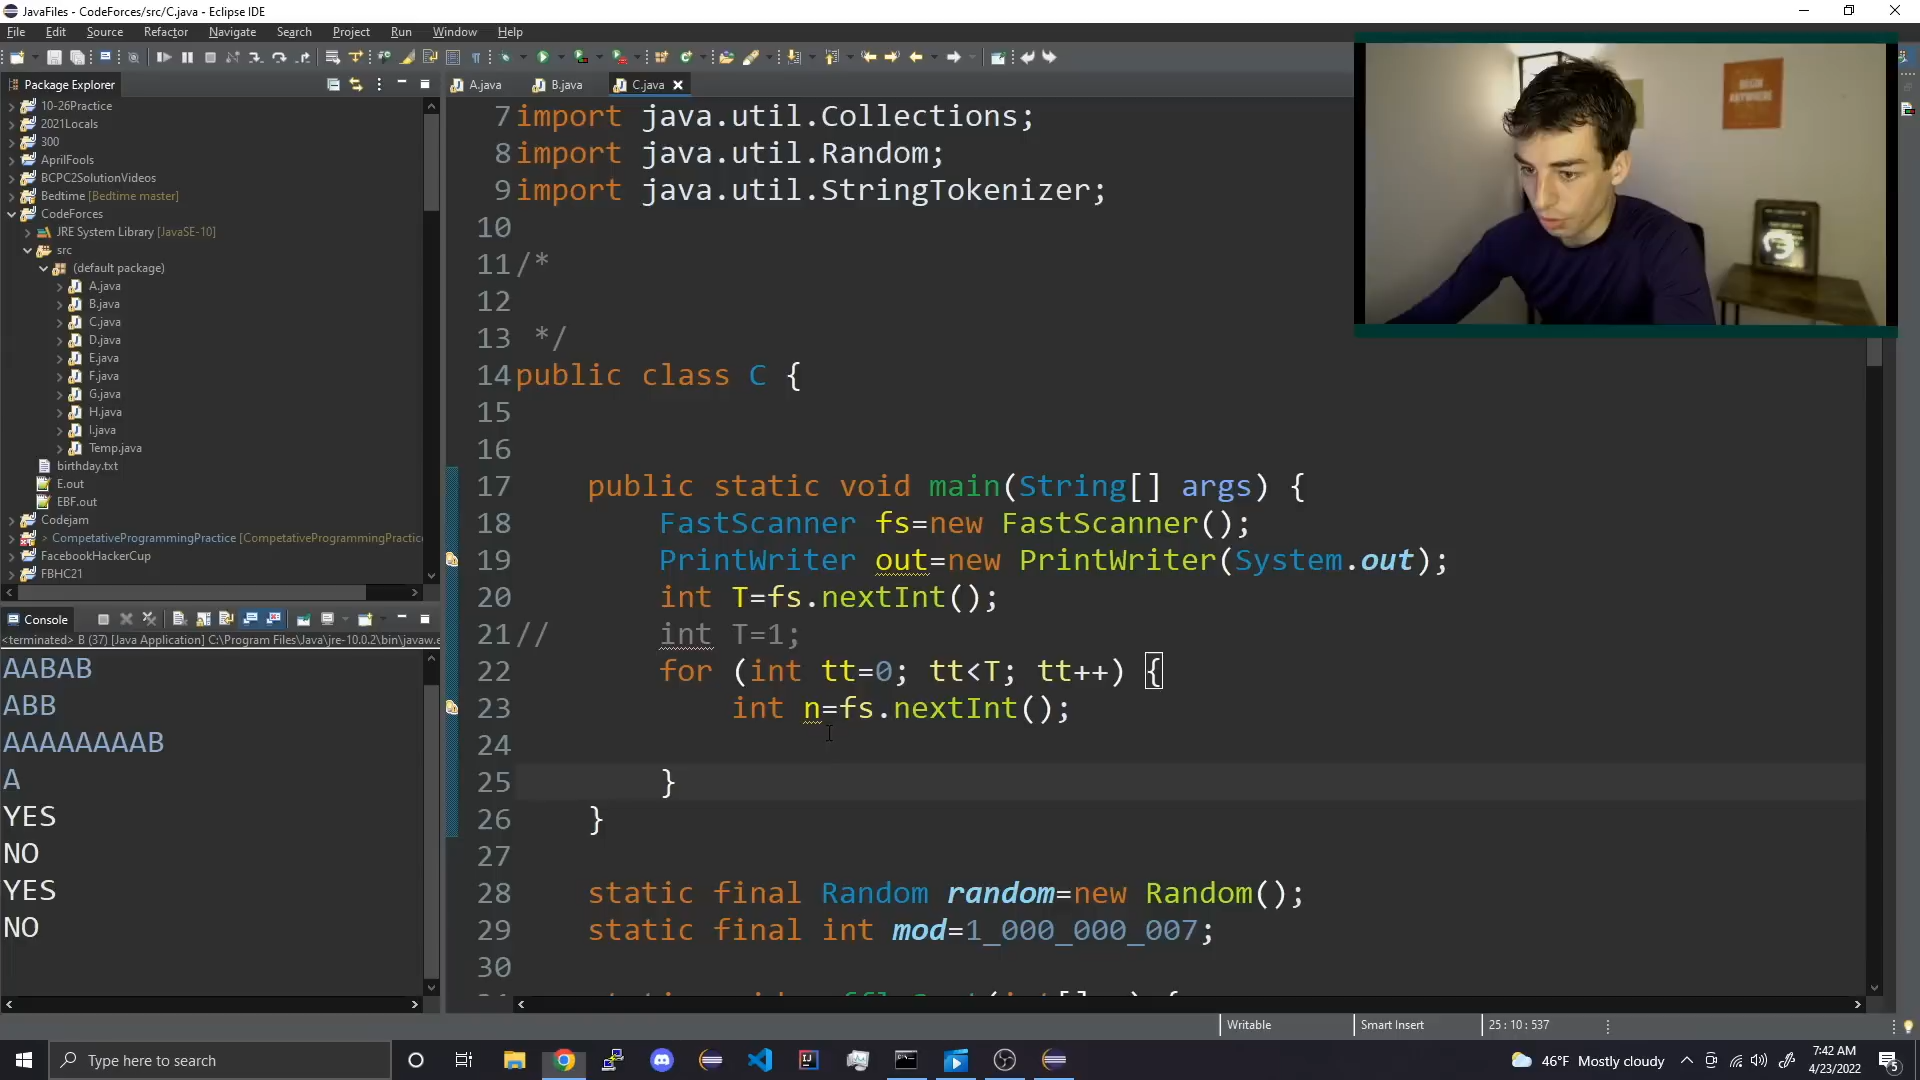 JavaFiles - CodeForces/src/C.java - Eclipse IDE
File Edit Source Refactor Navigate Search Project Run Window Help
Package Explorer
10-26Practice
2021Locals
300
AprilFools
BCPC2SolutionVideos
Bedtime [Bedtime master]
CodeForces
JRE System Library [JavaSE-10]
src
(default package)
A.java
B.java
C.java
D.java
E.java
F.java
G.java
H.java
I.java
Temp.java
birthday.txt
E.out
EBF.out
Codejam
> CompetativeProgrammingPractice [CompetativeProgrammingPractic
FacebookHackerCup
FBHC21
Console
<terminated> B (37) [Java Application] C:\Program Files\Java\jre-10.0.2\bin\javaw.e
AABAB
ABB
AAAAAAAAB
A
YES
NO
YES
NO
A.java B.java C.java
7 import java.util.Collections;
8 import java.util.Random;
9 import java.util.StringTokenizer;
10
11 /*
12
13 */
14 public class C {
15
16
17 public static void main(String[] args) {
18 FastScanner fs=new FastScanner();
19 PrintWriter out=new PrintWriter(System.out);
20 int T=fs.nextInt();
21 // int T=1;
22 for (int tt=0; tt<T; tt++) {
23 int n=fs.nextInt();
24
25 }
26 }
27
28 static final Random random=new Random();
29 static final int mod=1_000_000_007;
30
BEGIN
ANYWHERE
Writable Smart Insert 25 : 10 : 537
Type here to search
46°F Mostly cloudy
7:42 AM
4/23/2022
5